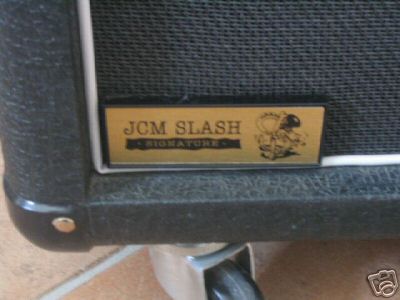 JCM SLASH
· SIGNATURE ·